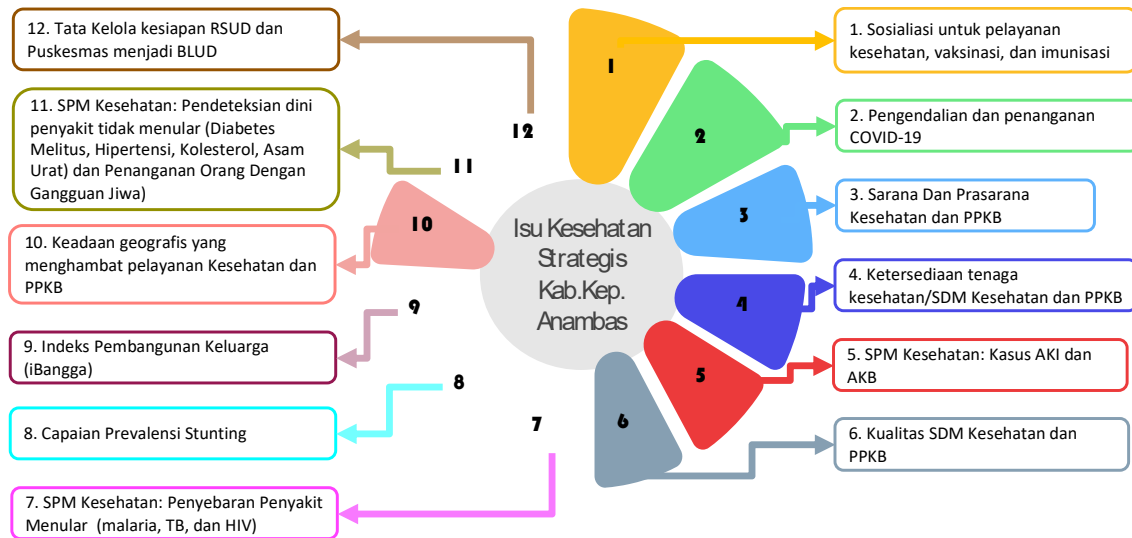 12. Tata Kelola kesiapan RSUD dan
Puskesmas menjadi BLUD
11. SPM Kesehatan: Pendeteksian dini
penyakit tidak menular (Diabetes
Melitus, Hipertensi, Kolesterol, Asam
Urat) dan Penanganan Orang Dengan
Gangguan Jiwa)
10. Keadaan geografis yang
menghambat pelayanan Kesehatan dan
PPKB
9. Indeks Pembangunan Keluarga
(iBangga)
8. Capaian Prevalensi Stunting
7. SPM Kesehatan: Penyebaran Penyakit
Menular (malaria, TB, dan HIV)
12
11
10
9
8
7
Isu Kesehatan
Strategis
Kab.Kep.
Anambas
1
2
3
4
5
6
1. Sosialiasi untuk pelayanan
kesehatan, vaksinasi, dan imunisasi
2. Pengendalian dan penanganan
COVID-19
3. Sarana Dan Prasarana
Kesehatan dan PPKB
4. Ketersediaan tenaga
kesehatan/SDM Kesehatan dan PPKB
5. SPM Kesehatan: Kasus AKI dan
AKB
6. Kualitas SDM Kesehatan dan
PPKB